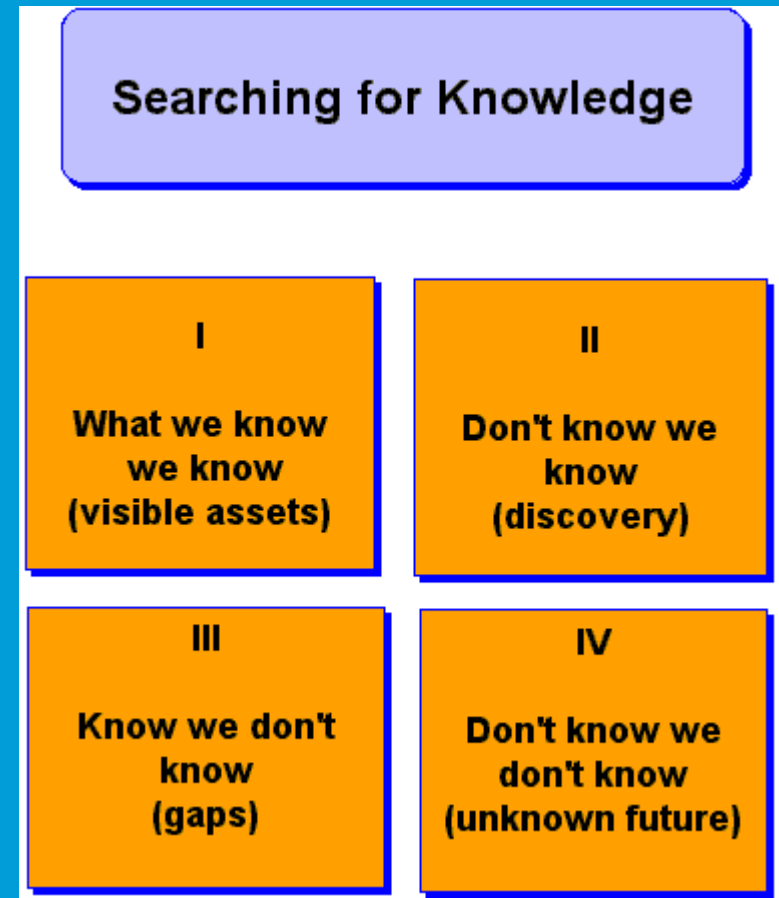 Searching for Knowledge
I
What we know
we know
(visible assets)
II
Don't know we
know
(discovery)
III
Know we don't
know
(gaps)
IV
Don't know we
don't know
(unknown future)